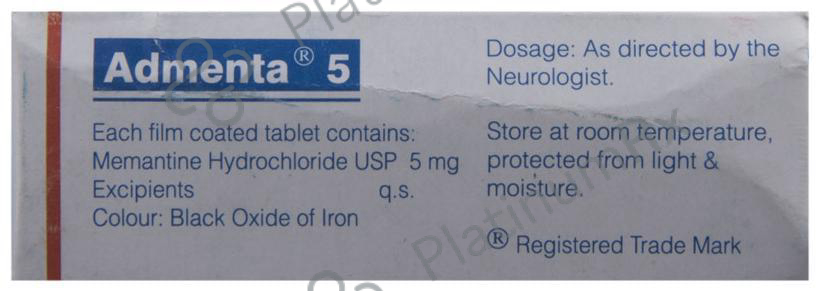 Admenta® 5
Each film coated tablet contains:
Memantine Hydrochloride USP 5 mg
Excipients q.s.
Colour: Black Oxide of Iron
Dosage: As directed by the
Neurologist.
Store at room temperature,
protected from light &
moisture.
® Registered Trade Mark
PlatinumRx